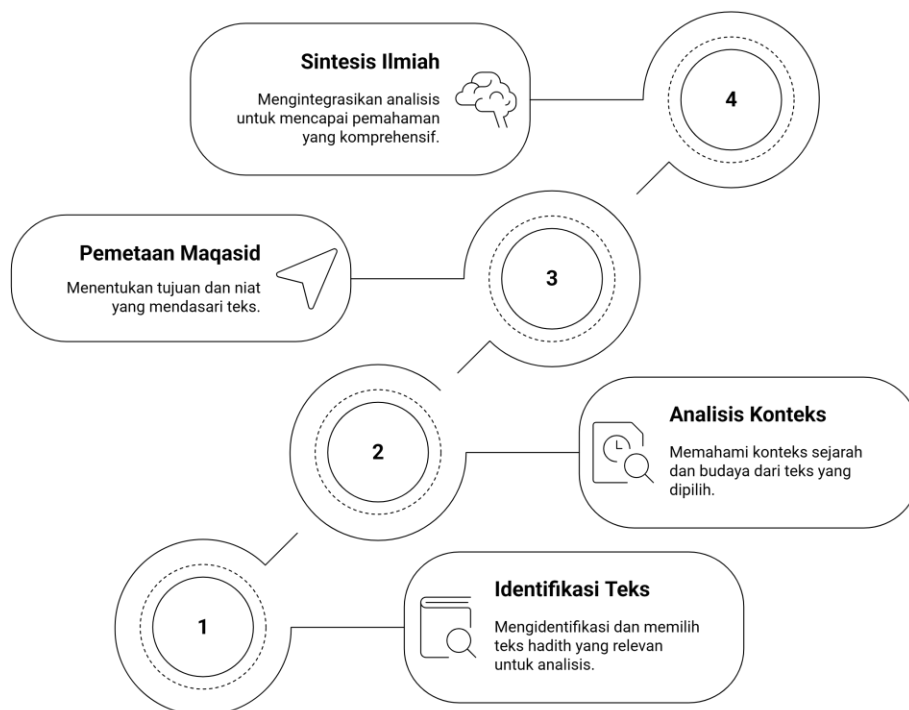 Sintesis Ilmiah
Mengintegrasikan analisis
untuk mencapai pemahaman
yang komprehensif.
4
Pemetaan Maqasid
Menentukan tujuan dan niat
yang mendasari teks.
3
2
Analisis Konteks
Memahami konteks sejarah
dan budaya dari teks yang
dipilih.
1
Identifikasi Teks
Mengidentifikasi dan memilih
teks hadith yang relevan
untuk analisis.